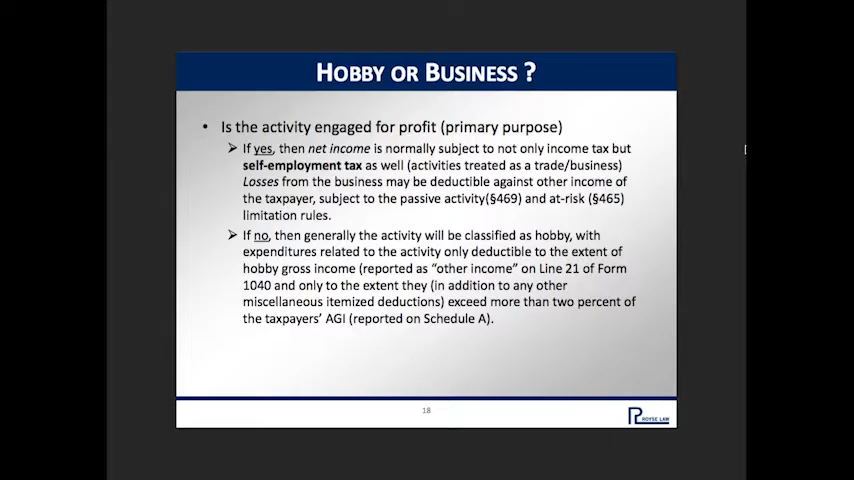 HOBBY OR BUSINESS ?
• Is the activity engaged for profit (primary purpose)
➢ If yes, then net income is normally subject to not only income tax but
self-employment tax as well (activities treated as a trade/business)
Losses from the business may be deductible against other income of
the taxpayer, subject to the passive activity(§469) and at-risk (§465)
limitation rules.
➢ If no, then generally the activity will be classified as hobby, with
expenditures related to the activity only deductible to the extent of
hobby gross income (reported as “other income” on Line 21 of Form
1040 and only to the extent they (in addition to any other
miscellaneous itemized deductions) exceed more than two percent of
the taxpayers’ AGI (reported on Schedule A).
18
ROYSE LAW